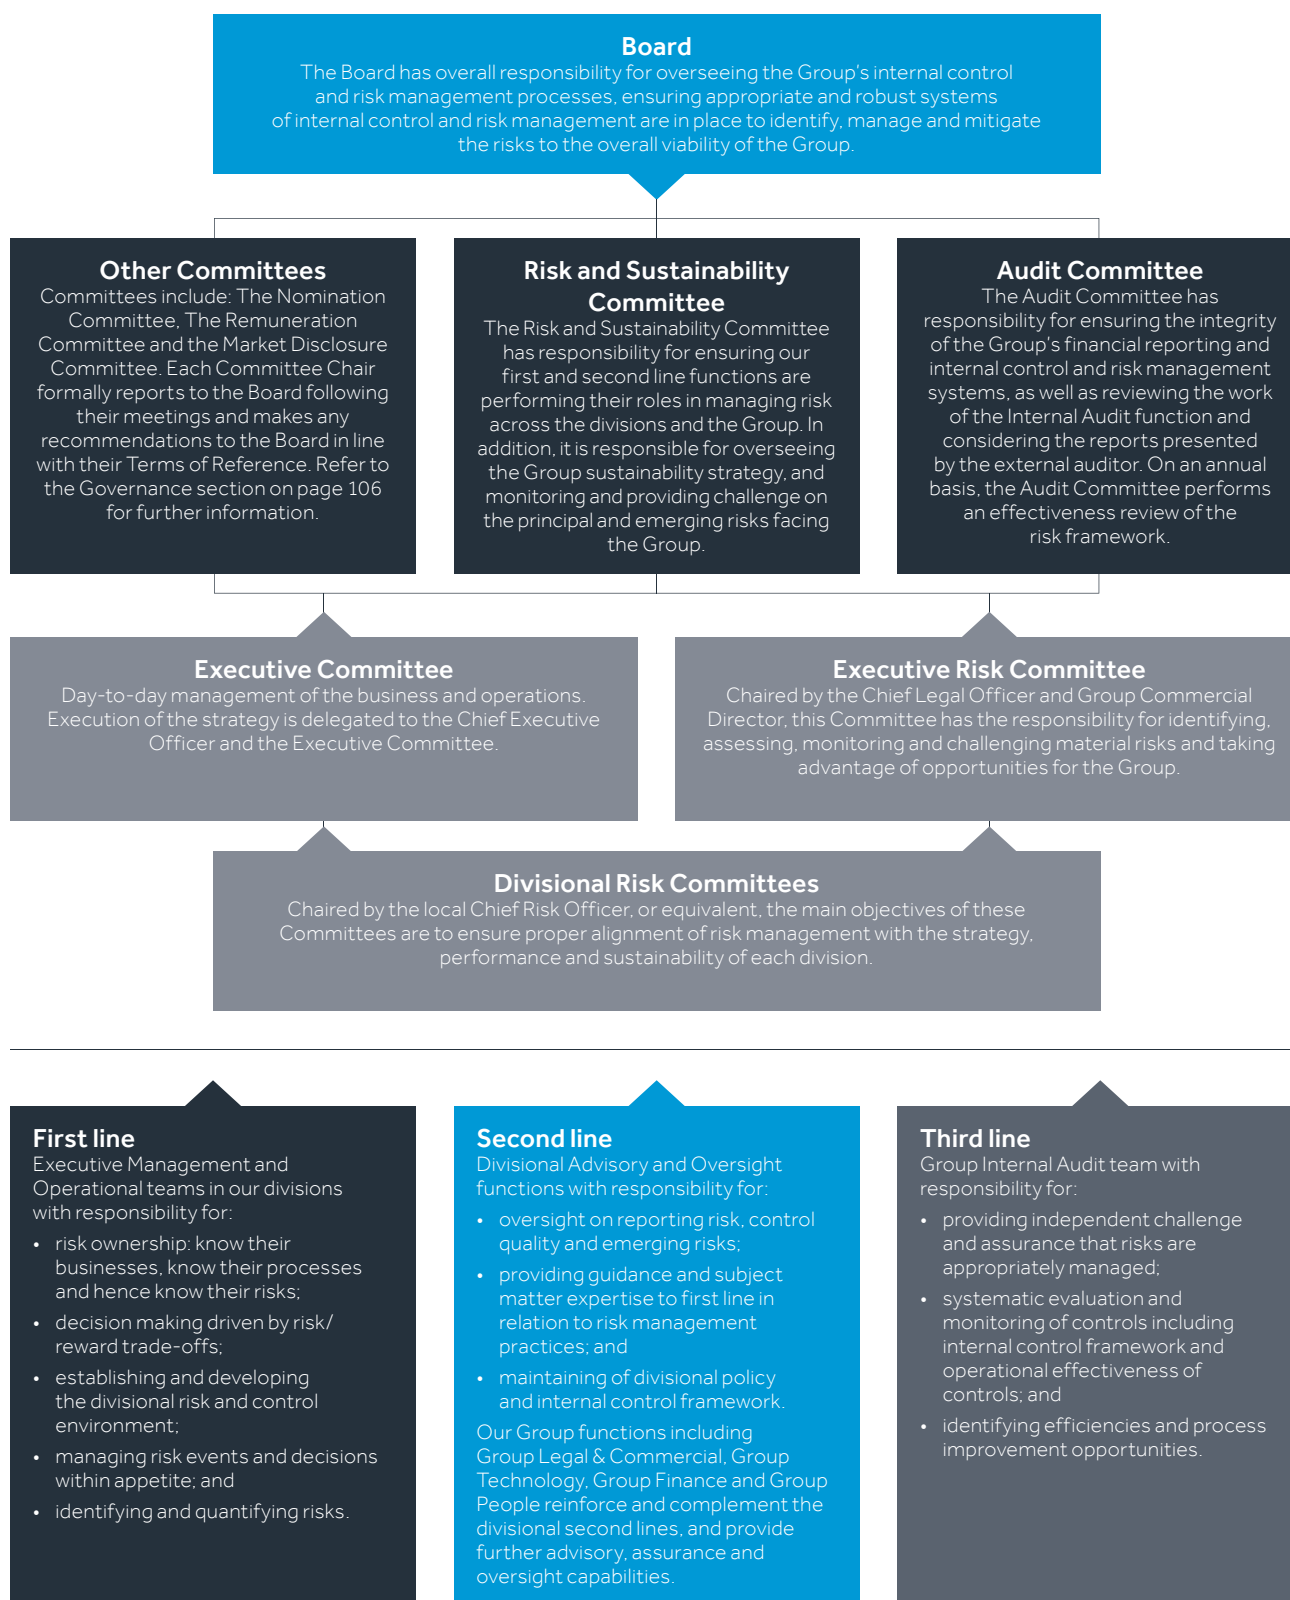 Board
The Board has overall responsibility for overseeing the Group's internal control
and risk management processes, ensuring appropriate and robust systems
of internal control and risk management are in place to identify, manage and mitigate
the risks to the overall viability of the Group.
Other Committees
Committees include: The Nomination
Committee, The Remuneration
Committee and the Market Disclosure
Committee. Each Committee Chair
formally reports to the Board following
their meetings and makes any
recommendations to the Board in line
with their Terms of Reference. Refer to
the Governance section on page 106
for further information.
Risk and Sustainability
Committee
The Risk and Sustainability Committee
has responsibility for ensuring our
first and second line functions are
performing their roles in managing risk
across the divisions and the Group. In
addition, it is responsible for overseeing
the Group sustainability strategy, and
monitoring and providing challenge on
the principal and emerging risks facing
the Group.
Audit Committee
The Audit Committee has
responsibility for ensuring the integrity
of the Group's financial reporting and
internal control and risk management
systems, as well as reviewing the work
of the Internal Audit function and
considering the reports presented
by the external auditor. On an annual
basis, the Audit Committee performs
an effectiveness review of the
risk framework.
Executive Committee
Day-to-day management of the business and operations.
Execution of the strategy is delegated to the Chief Executive
Officer and the Executive Committee.
Executive Risk Committee
Chaired by the Chief Legal Officer and Group Commercial
Director, this Committee has the responsibility for identifying,
assessing, monitoring and challenging material risks and taking
advantage of opportunities for the Group.
Divisional Risk Committees
Chaired by the local Chief Risk Officer, or equivalent, the main objectives of these
Committees are to ensure proper alignment of risk management with the strategy,
performance and sustainability of each division.
First line
Executive Management and
Operational teams in our divisions
with responsibility for:
• risk ownership: know their
businesses, know their processes
and hence know their risks;
• decision making driven by risk/
reward trade-offs;
• establishing and developing
the divisional risk and control
environment;
• managing risk events and decisions
within appetite; and
• identifying and quantifying risks.
Second line
Divisional Advisory and Oversight
functions with responsibility for:
• oversight on reporting risk, control
quality and emerging risks;
• providing guidance and subject
matter expertise to first line in
relation to risk management
practices; and
• maintaining of divisional policy
and internal control framework.
Our Group functions including
Group Legal & Commercial, Group
Technology, Group Finance and Group
People reinforce and complement the
divisional second lines, and provide
further advisory, assurance and
oversight capabilities.
Third line
Group Internal Audit team with
responsibility for:
• providing independent challenge
and assurance that risks are
appropriately managed;
• systematic evaluation and
monitoring of controls including
internal control framework and
operational effectiveness of
controls; and
• identifying efficiencies and process
improvement opportunities.